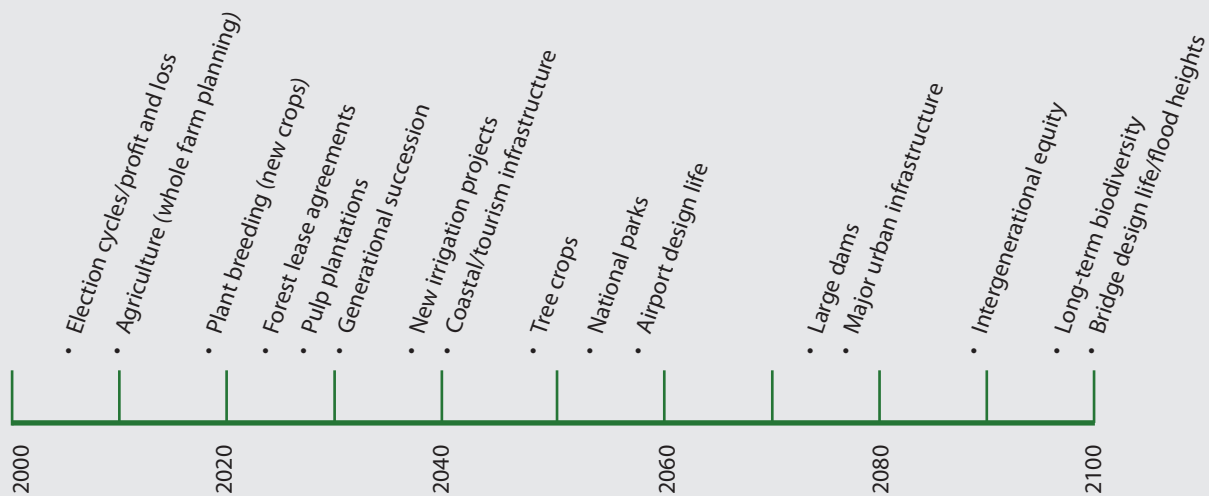 • Election cycles/profit and loss
• Agriculture (whole farm planning)
• Plant breeding (new crops)
• Forest lease agreements
• Pulp plantations
• Generational succession
• New irrigation projects
• Coastal/tourism infrastructure
• Tree crops
• National parks
• Airport design life
• Large dams
• Major urban infrastructure
• Intergenerational equity
• Long-term biodiversity
• Bridge design life/flood heights
2000
2020
2040
2060
2080
2100